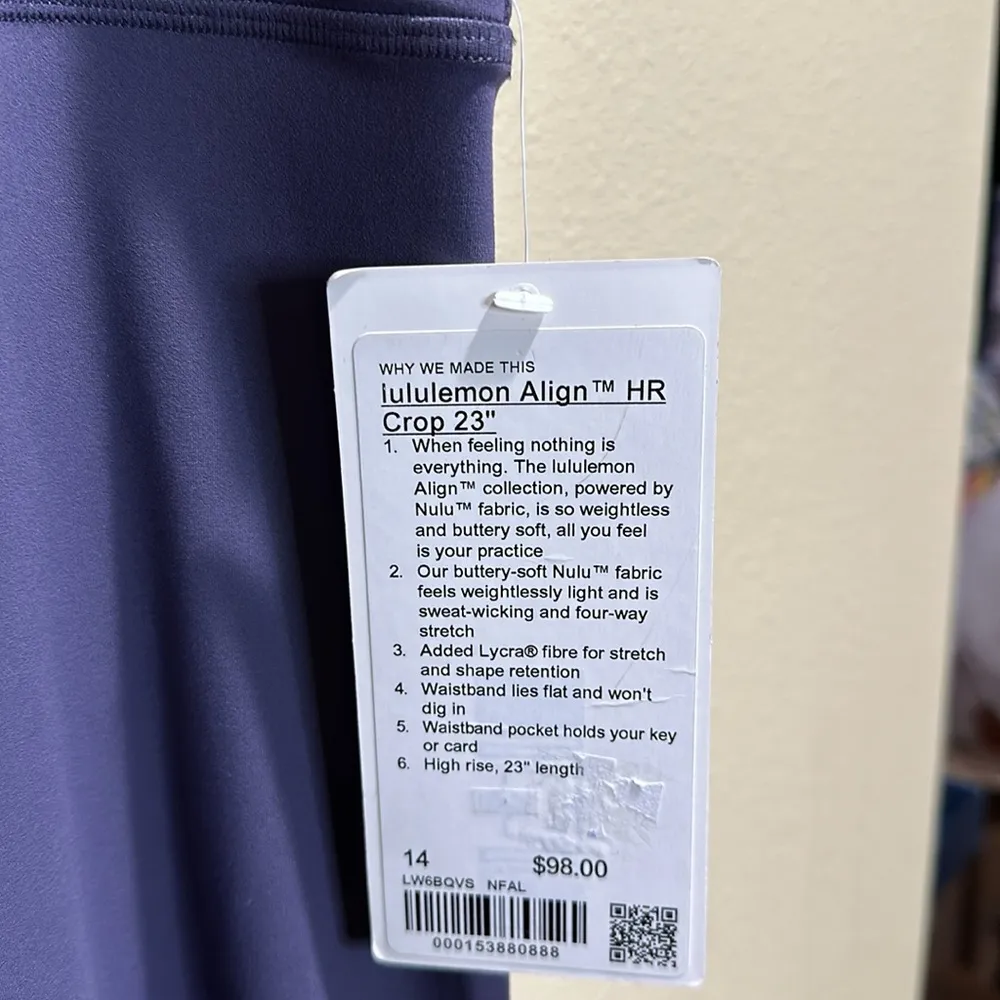 WHY WE MADE THIS
lululemon Align™ HR
Crop 23"
1. When feeling nothing is
everything. The lululemon
Align™ collection, powered by
Nulu™ fabric, is so weightless
and buttery soft, all you feel
is your practice
2. Our buttery-soft Nulu™ fabric
feels weightlessly light and is
sweat-wicking and four-way
stretch
3. Added Lycra® fibre for stretch
and shape retention
4. Waistband lies flat and won't
dig in
5. Waistband pocket holds your key
or card
6. High rise, 23" length
14 $98.00
LW6BQVS NFAL
000153880888